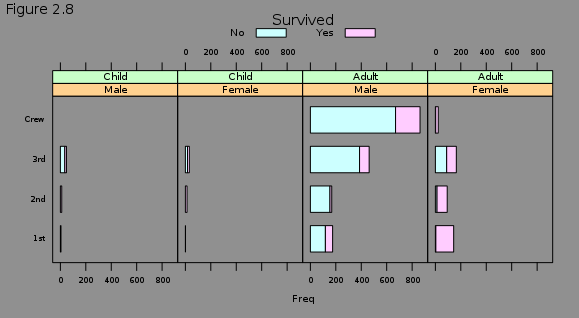 Figure 2.8
Survived
No Yes
0 200 400 600 800 0 200 400 600 800
Child Child Adult Adult
Male Female Male Female
Crew
3rd
2nd
1st
0 200 400 600 800 0 200 400 600 800
Freq